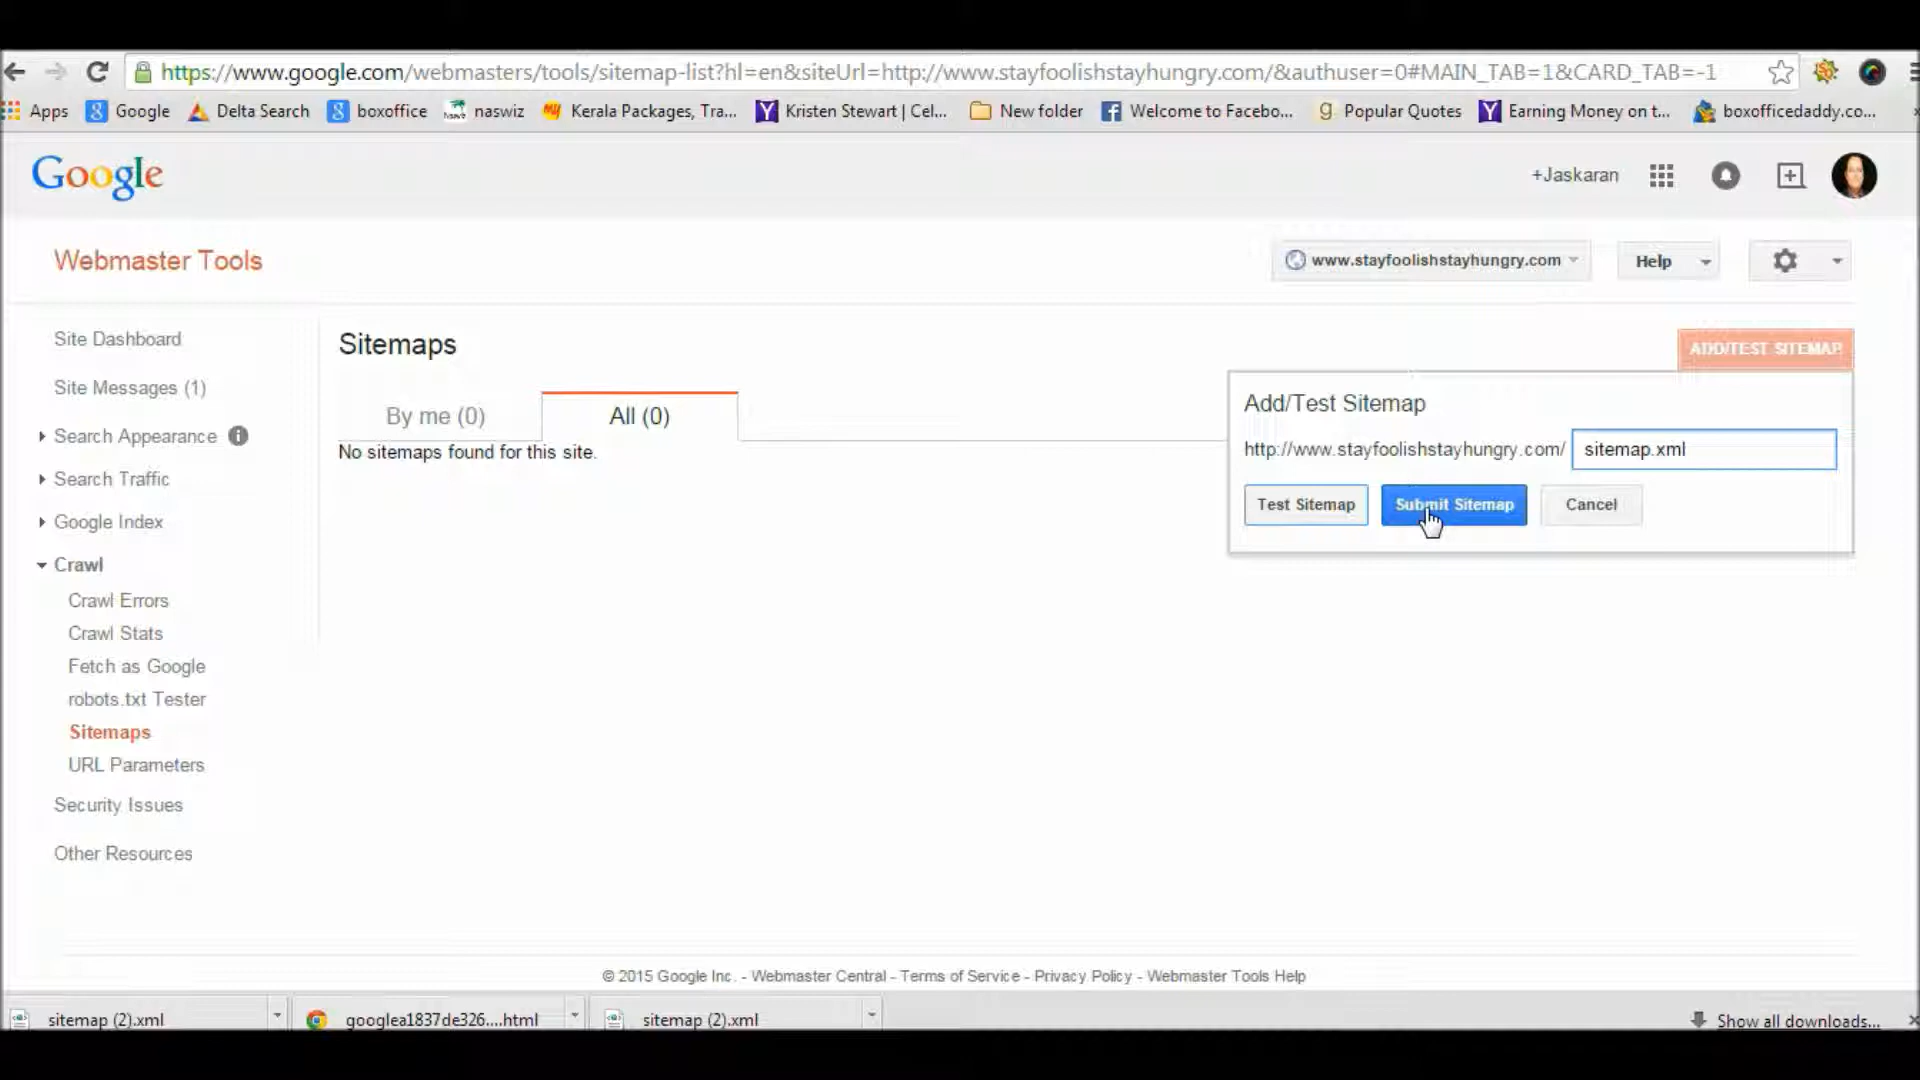 https://www.google.com/webmasters/tools/sitemap-list?hl=en&siteUrl=http://www.stayfoolishstayhungry.com/&authuser=0#MAIN_TAB=1&CARD_TAB=-1
Apps Google Delta Search boxoffice naswiz Kerala Packages, Tra... Kristen Stewart | Cel... New folder Welcome to Facebo... Popular Quotes Earning Money on t... boxofficedaddy.co...
Google
+Jaskaran
Webmaster Tools
www.stayfoolishstayhungry.com
Help
Site Dashboard
Site Messages (1)
Search Appearance
Search Traffic
Google Index
Crawl
Crawl Errors
Crawl Stats
Fetch as Google
robots.txt Tester
Sitemaps
URL Parameters
Security Issues
Other Resources
Sitemaps
ADD/TEST SITEMAP
By me (0) All (0)
No sitemaps found for this site.
Add/Test Sitemap
http://www.stayfoolishstayhungry.com/ sitemap.xml
Test Sitemap Submit Sitemap Cancel
© 2015 Google Inc. - Webmaster Central - Terms of Service - Privacy Policy - Webmaster Tools Help
sitemap (2).xml googlea1837de326....html sitemap (2).xml Show all downloads...